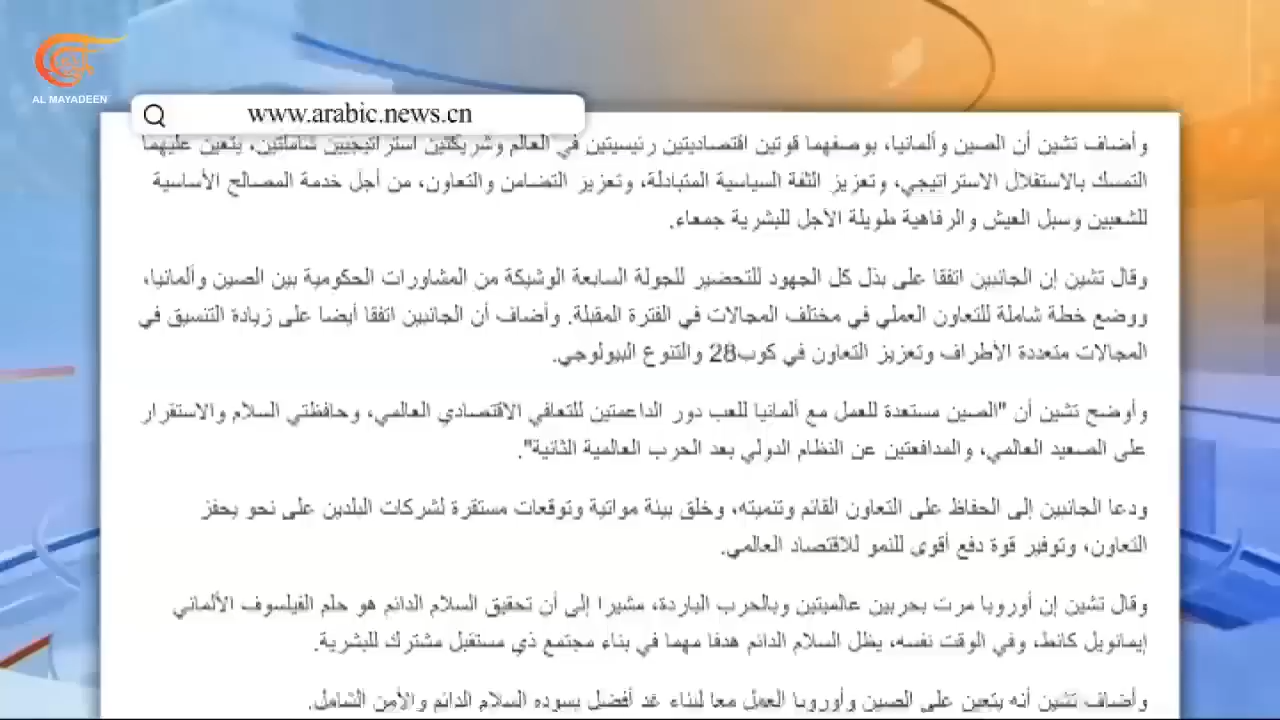 AL MAYADEEN
www.arabic.news.cn
وأضاف تشين أن الصين وألمانيا، بوصفهما قوتين اقتصاديتين رئيسيتين في العالم وشريكتين استراتيجيتين شاملتين، يتعين عليهما
التمسك بالاستقلال الاستراتيجي، وتعزيز الثقة السياسية المتبادلة، وتعزيز التضامن والتعاون، من أجل خدمة المصالح الأساسية
للشعبين وسبل العيش والرفاهية طويلة الأجل للبشرية جمعاء.
وقال تشين إن الجانبين اتفقا على بذل كل الجهود للتحضير للجولة السابعة الوشيكة من المشاورات الحكومية بين الصين وألمانيا،
ووضع خطة شاملة للتعاون العملي في مختلف المجالات في الفترة المقبلة. وأضاف أن الجانبين اتفقا أيضا على زيادة التنسيق في
المجالات متعددة الأطراف وتعزيز التعاون في كوب28 والتنوع البيولوجي.
وأوضح تشين أن "الصين مستعدة للعمل مع ألمانيا للعب دور الداعمتين للتعافي الاقتصادي العالمي، وحافظتي السلام والاستقرار
على الصعيد العالمي، والمدافعتين عن النظام الدولي بعد الحرب العالمية الثانية".
ودعا الجانبين إلى الحفاظ على التعاون القائم وتنميته، وخلق بيئة مواتية وتوقعات مستقرة لشركات البلدين على نحو يحفز
التعاون، وتوفير قوة دفع أقوى للنمو للاقتصاد العالمي.
وقال تشين إن أوروبا مرت بحربين عالميتين وبالحرب الباردة، مشيرا إلى أن تحقيق السلام الدائم هو حلم الفيلسوف الألماني
إيمانويل كانط، وفي الوقت نفسه، يظل السلام الدائم هدفا مهما في بناء مجتمع ذي مستقبل مشترك للبشرية.
وأضاف تشين أنه يتعين على الصين وأوروبا العمل معا لبناء غد أفضل يسوده السلام الدائم والأمن الشامل.